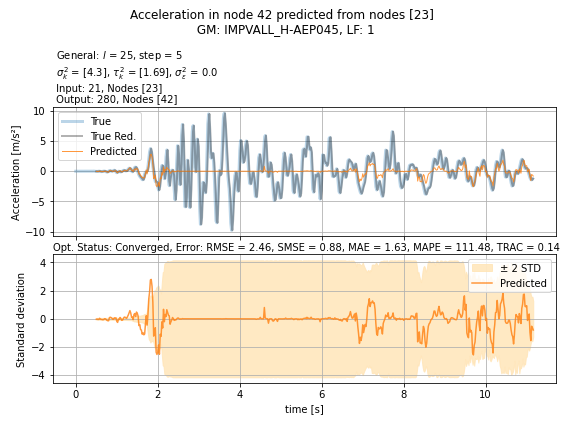 Acceleration in node 42 predicted from nodes [23]
GM: IMPVALL_H-AEP045, LF: 1
General: l = 25, step = 5
σ²ₖ = [4.3], τ²ₖ = [1.69], σ²ε = 0.0
Input: 21, Nodes [23]
Output: 280, Nodes [42]
Acceleration [m/s²]
10
5
0
−5
−10
True
True Red.
Predicted
Opt. Status: Converged, Error: RMSE = 2.46, SMSE = 0.88, MAE = 1.63, MAPE = 111.48, TRAC = 0.14
Standard deviation
4
2
0
−2
−4
± 2 STD
Predicted
0 2 4 6 8 10
time [s]